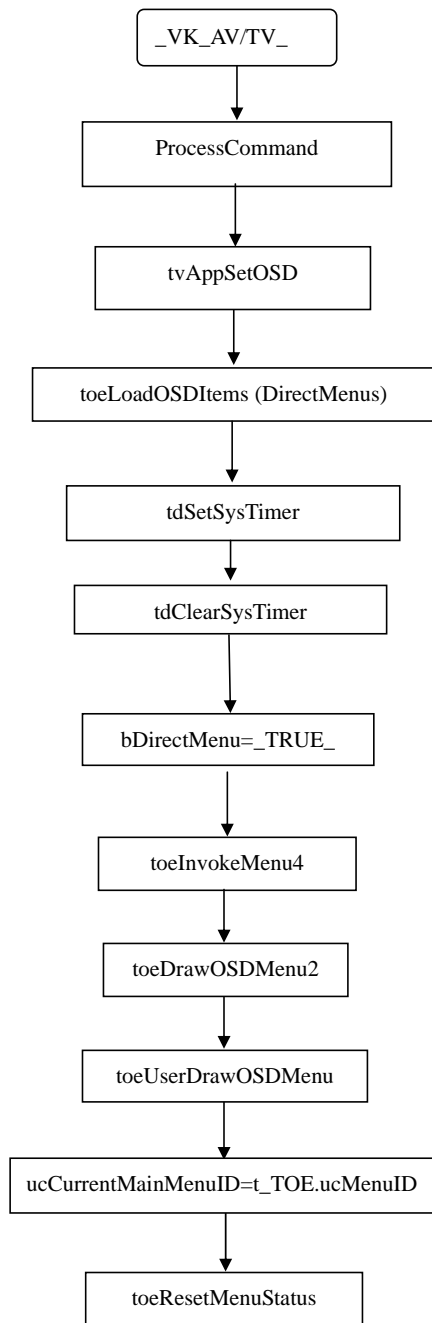 _VK_AV/TV_
ProcessCommand
tvAppSetOSD
toeLoadOSDItems (DirectMenus)
tdSetSysTimer
tdClearSysTimer
bDirectMenu=_TRUE_
toeInvokeMenu4
toeDrawOSDMenu2
toeUserDrawOSDMenu
ucCurrentMainMenuID=t_TOE.ucMenuID
toeResetMenuStatus